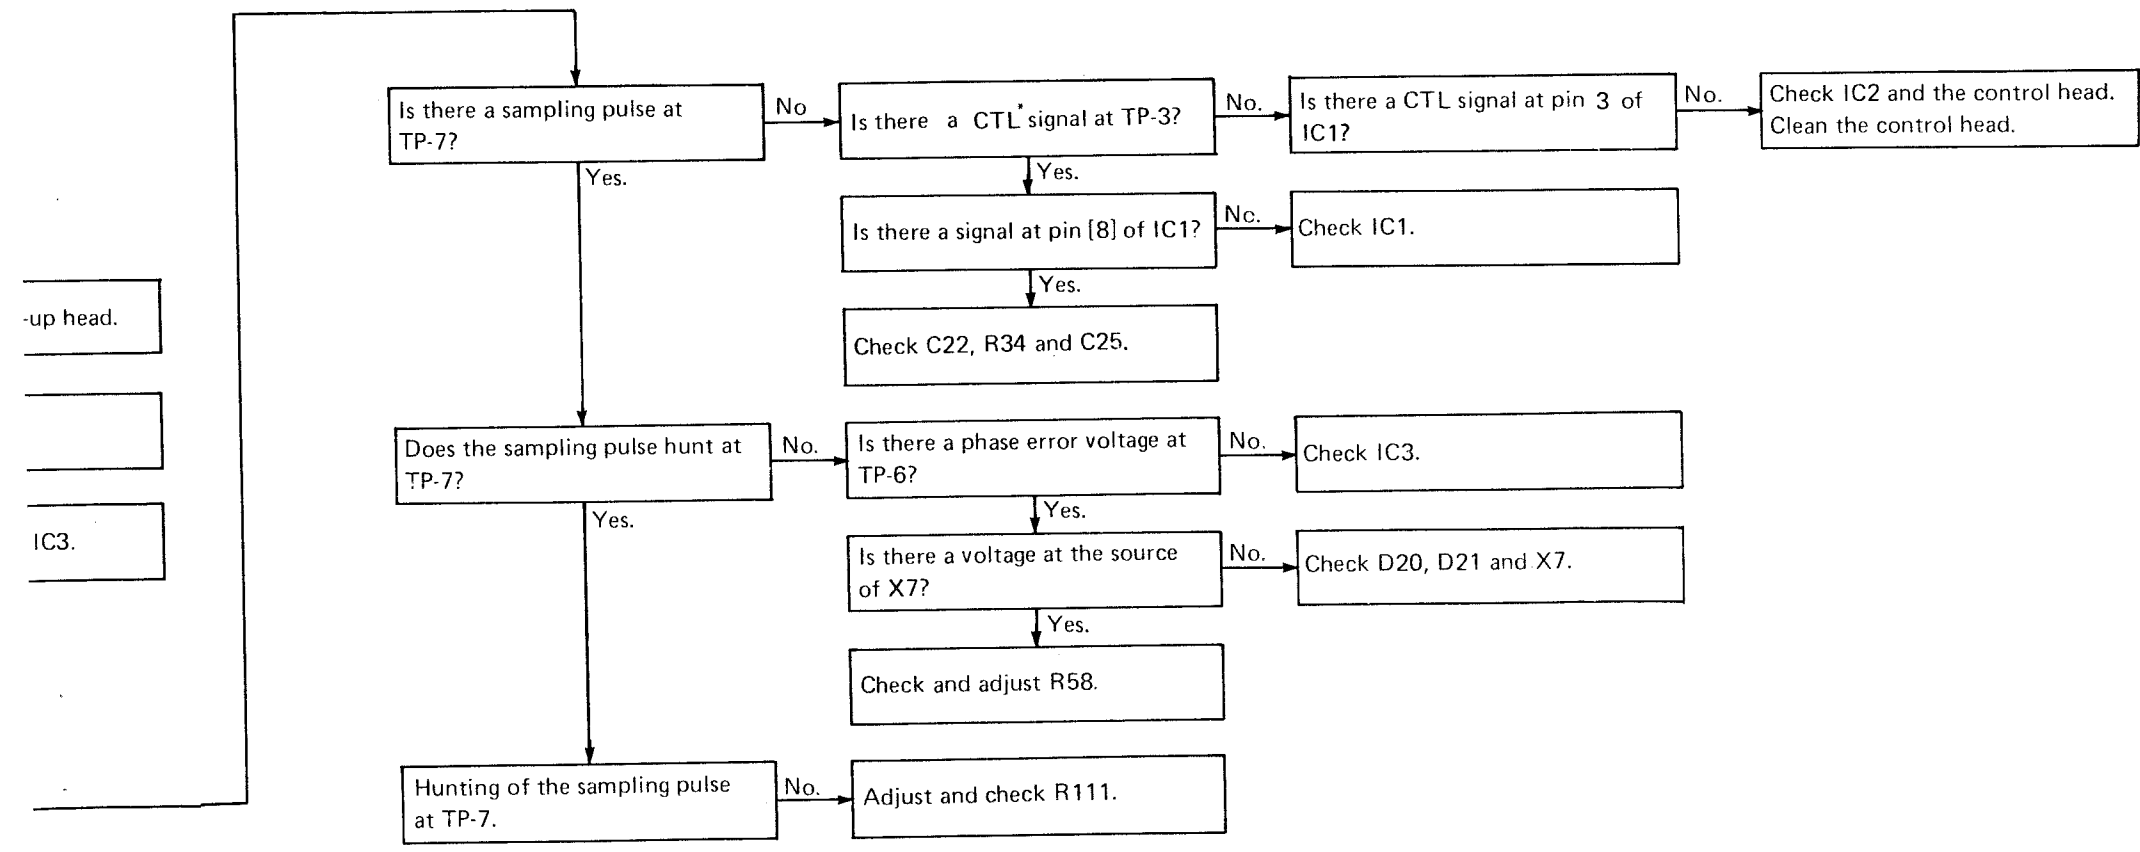 Is there a sampling pulse at
TP-7?
No
Is there a CTL signal at TP-3?
No.
Is there a CTL signal at pin 3 of
IC1?
No.
Check IC2 and the control head.
Clean the control head.
Yes.
Yes.
Is there a signal at pin [8] of IC1?
No.
Check IC1.
Yes.
Check C22, R34 and C25.
-up head.
IC3.
Does the sampling pulse hunt at
TP-7?
No.
Is there a phase error voltage at
TP-6?
No.
Check IC3.
Yes.
Yes.
Is there a voltage at the source
of X7?
No.
Check D20, D21 and X7.
Yes.
Check and adjust R58.
Hunting of the sampling pulse
at TP-7.
No.
Adjust and check R111.